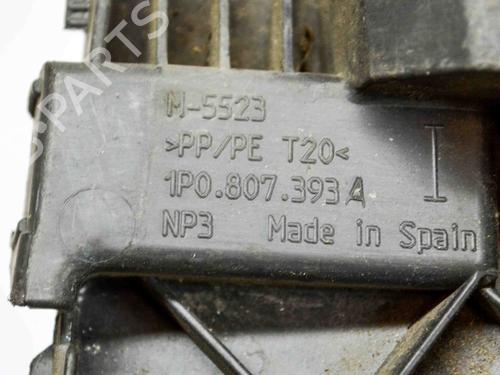 M-5523
>PP/PE T20<
1P0.807.393 A I
NP3 Made in Spain